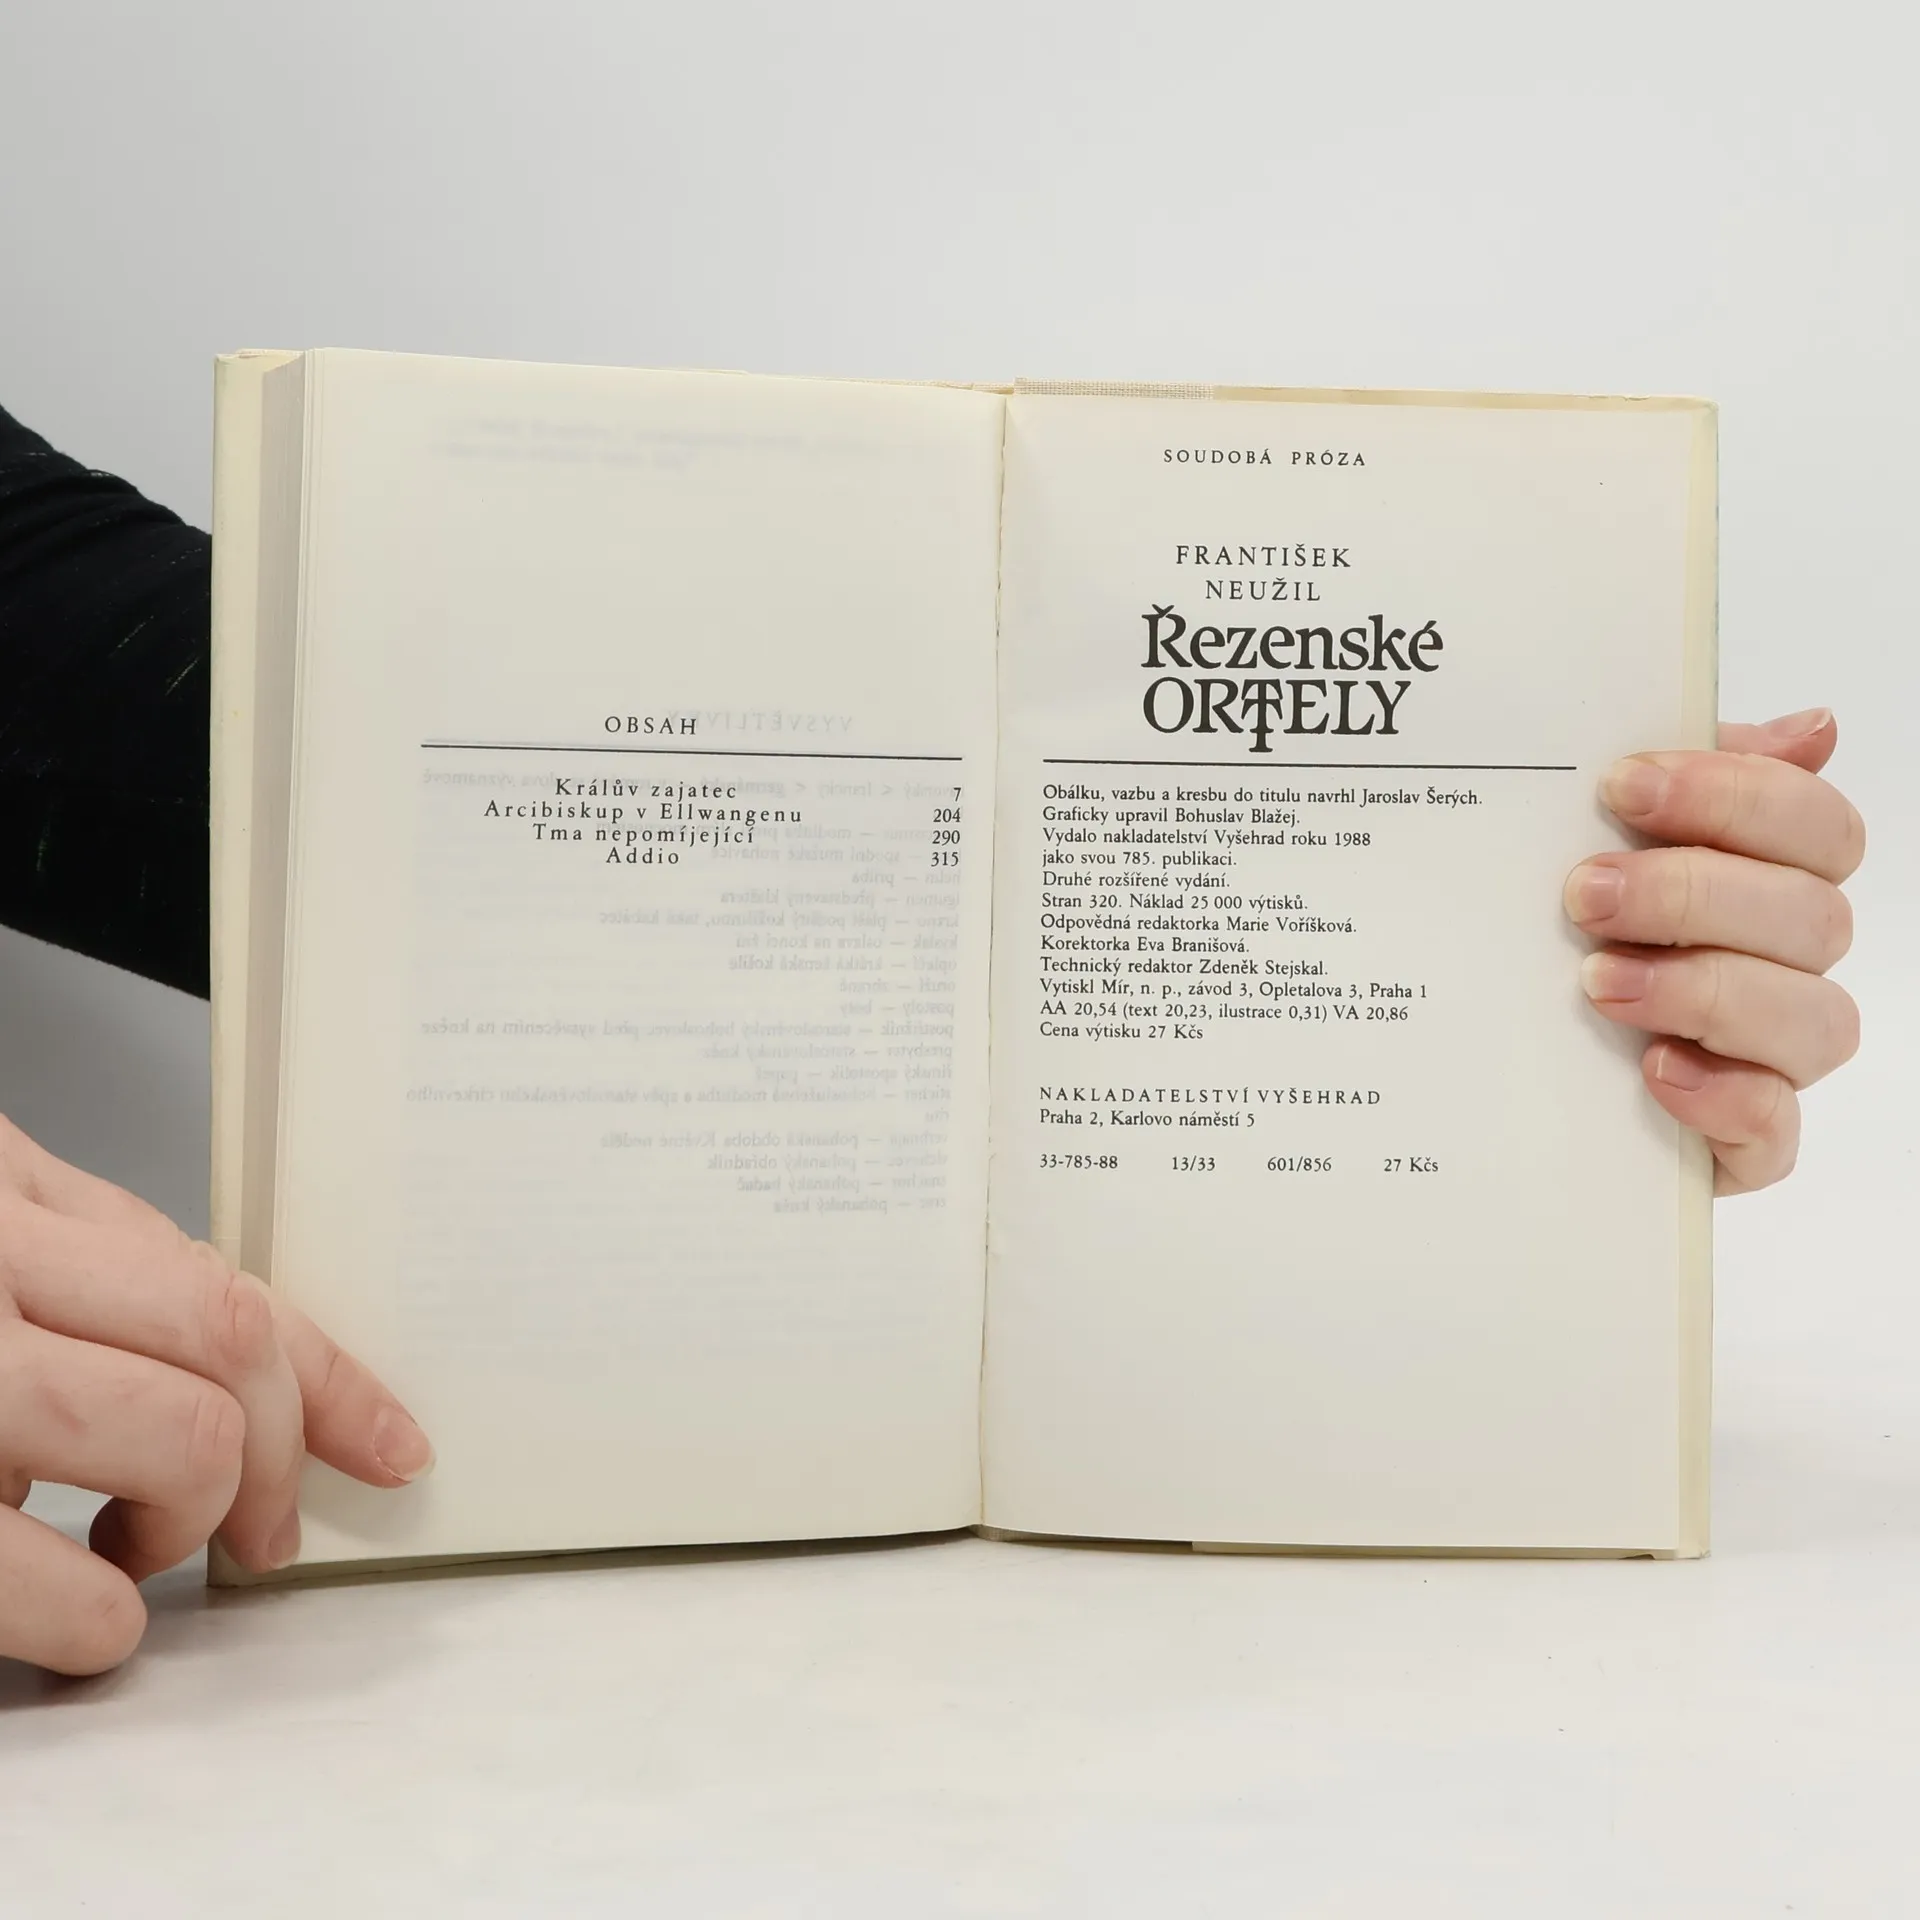 OBSAH
Králův zajatec 7
Arcibiskup v Ellwangenu 204
Tma nepomíjející 290
Addio 315
SOUDOBÁ PRÓZA
FRANTIŠEK
NEUŽIL
Řezenské
ORTELY
Obálku, vazbu a kresbu do titulu navrhl Jaroslav Šerých.
Graficky upravil Bohuslav Blažej.
Vydalo nakladatelství Vyšehrad roku 1988
jako svou 785. publikaci.
Druhé rozšířené vydání.
Stran 320. Náklad 25 000 výtisků.
Odpovědná redaktorka Marie Voříšková.
Korektorka Eva Branišová.
Technický redaktor Zdeněk Stejskal.
Vytiskl Mír, n. p., závod 3, Opletalova 3, Praha 1
AA 20,54 (text 20,23, ilustrace 0,31) VA 20,86
Cena výtisku 27 Kčs
NAKLADATELSTVÍ VYŠEHRAD
Praha 2, Karlovo náměstí 5
33-785-88 13/33 601/856 27 Kčs